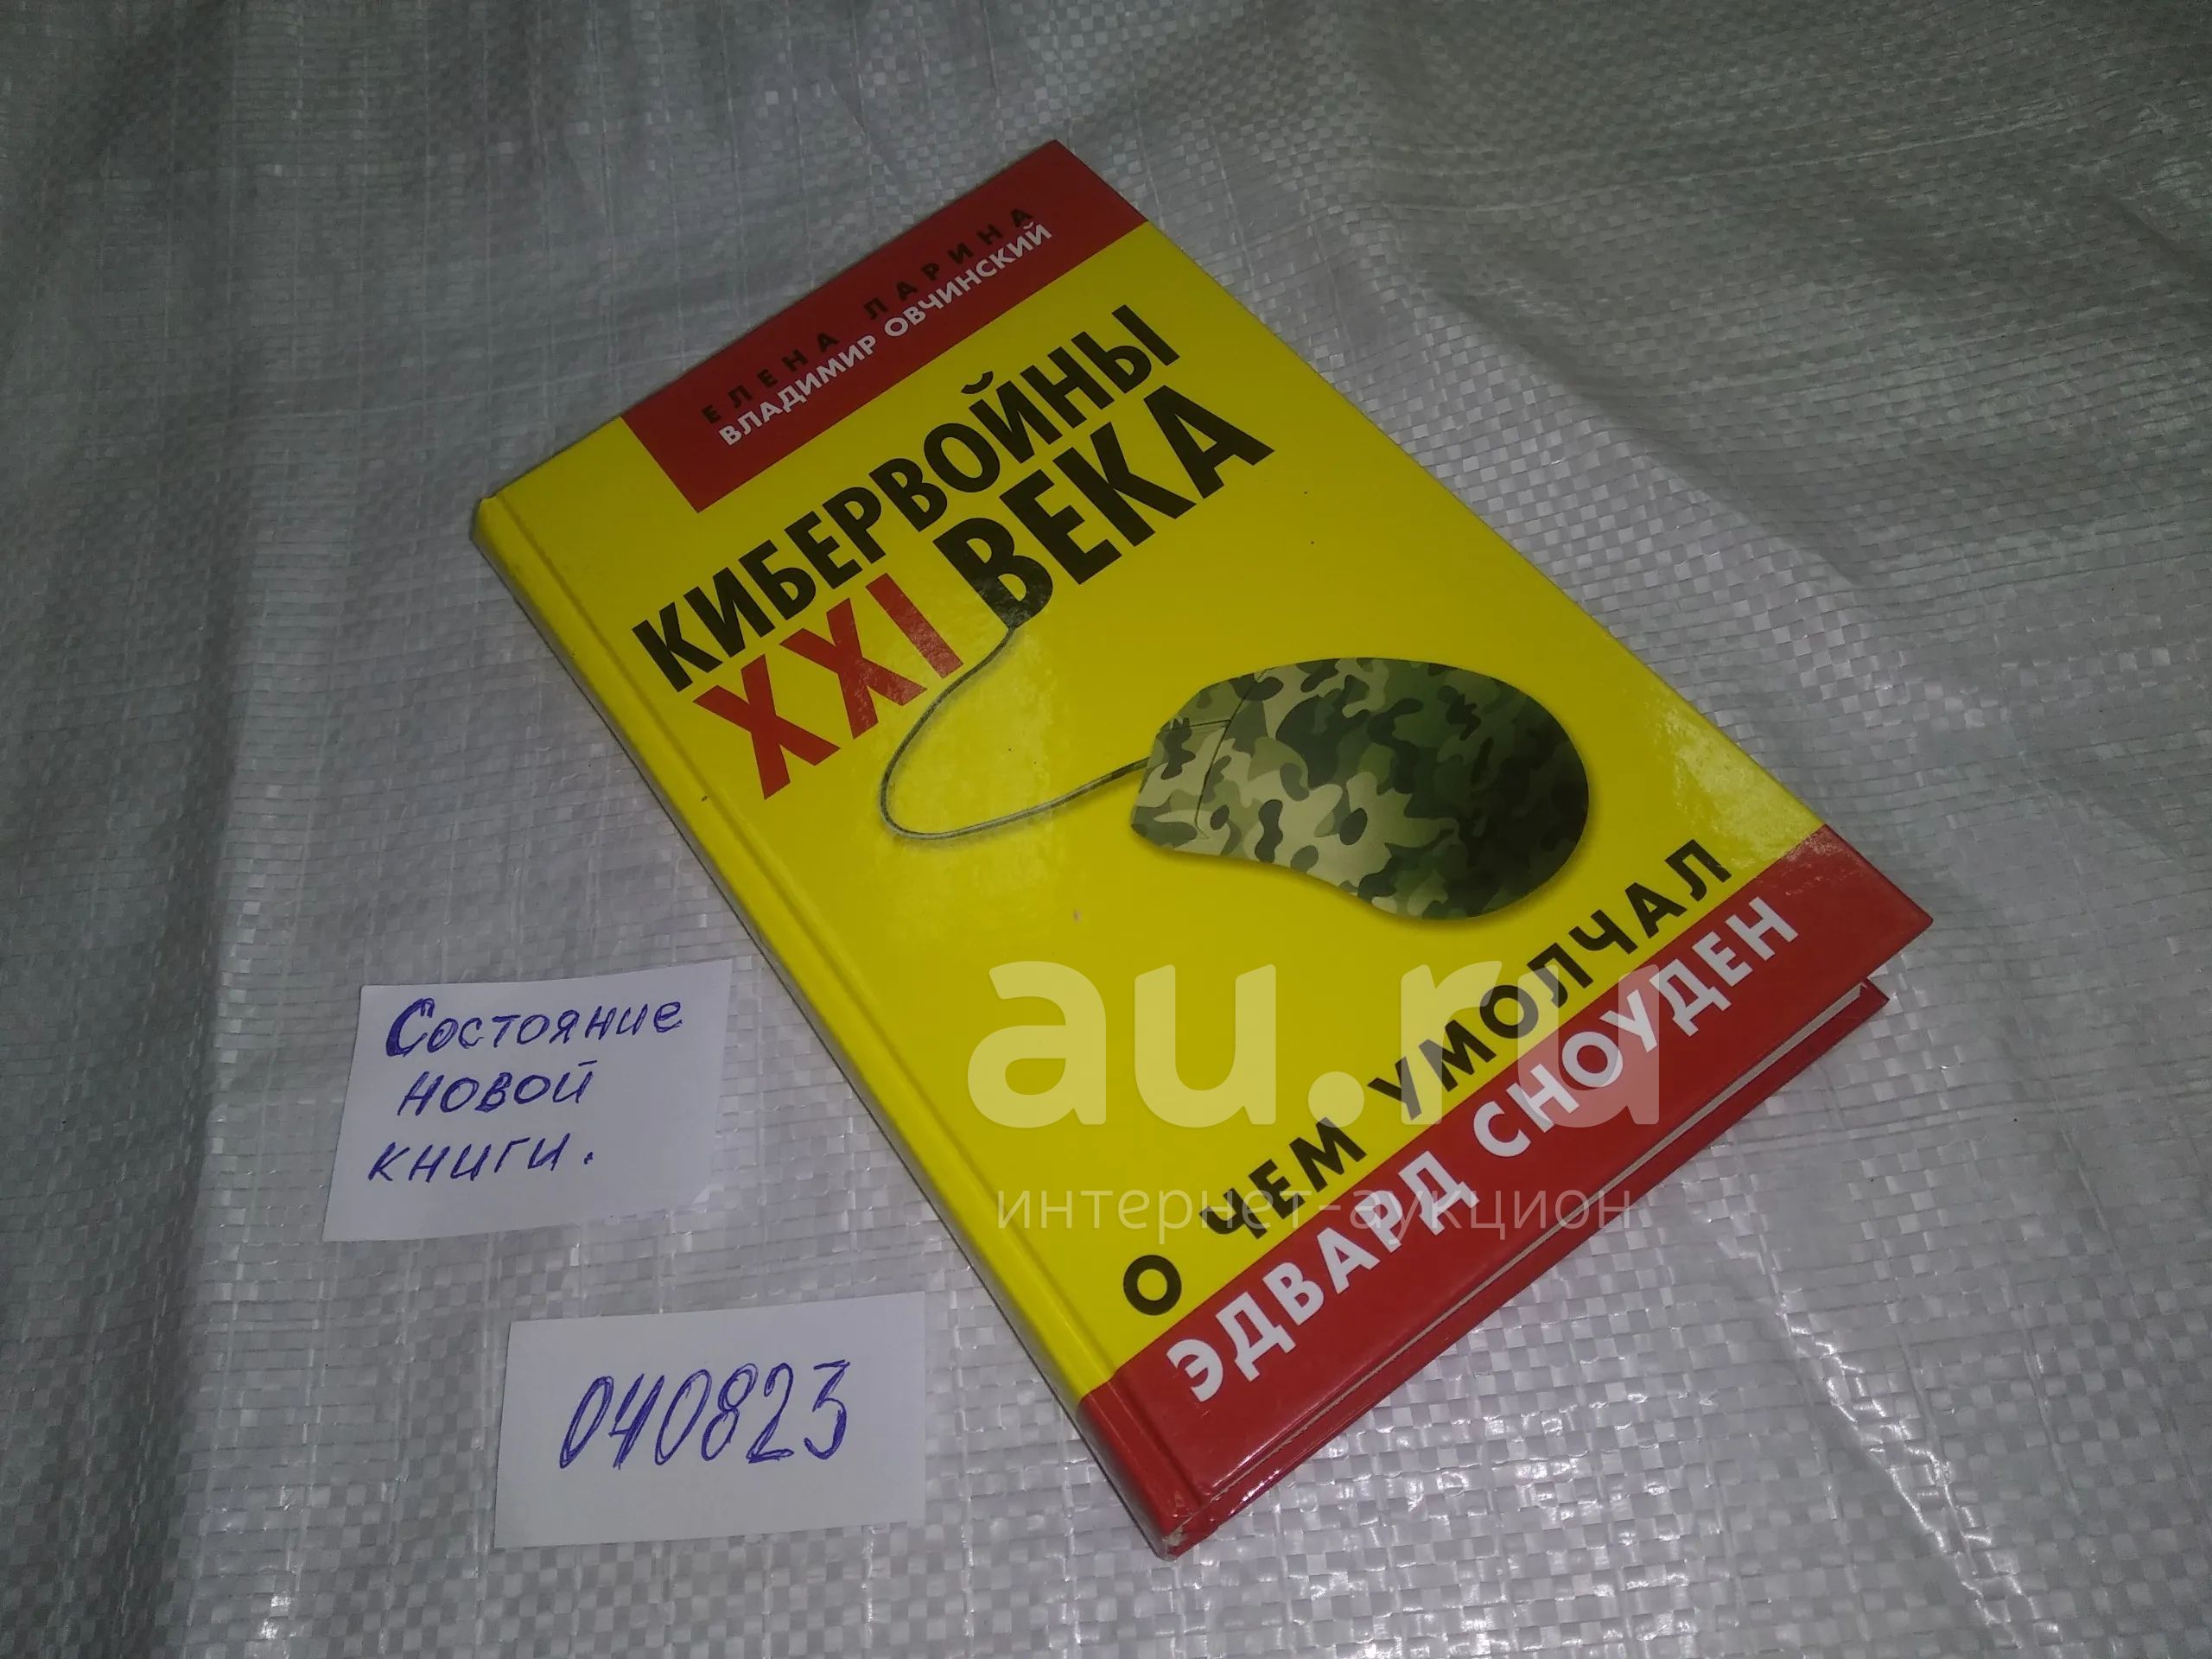 ЕЛЕНА ЛАРИНА
ВЛАДИМИР ОВЧИНСКИЙ
КИБЕРВОЙНЫ
XXI ВЕКА
О ЧЕМ УМОЛЧАЛ
ЭДВАРД СНОУДЕН
au.ru
интернет-аукцион
Состояние
новой
книги.
040823